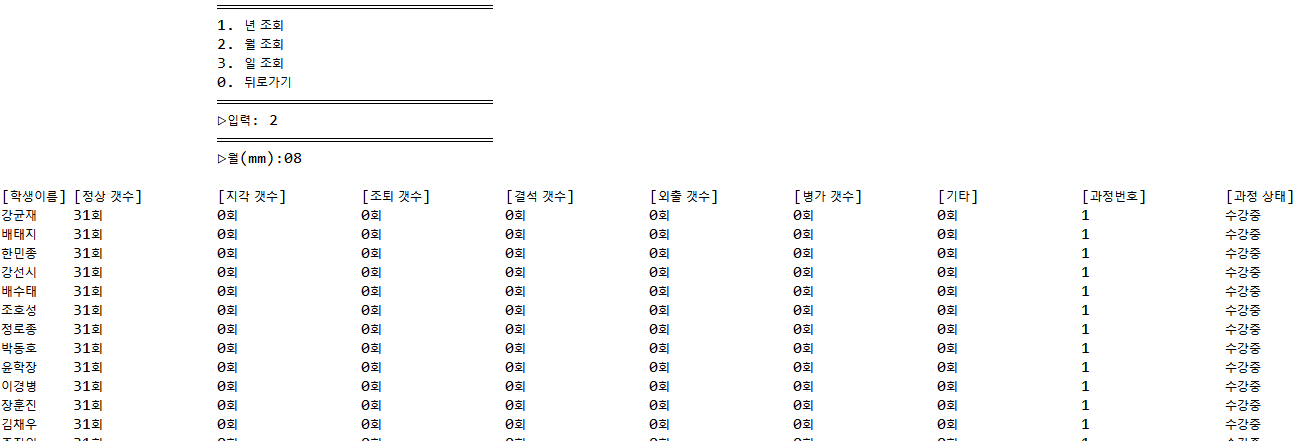 1. 년 조회
2. 월 조회
3. 일 조회
0. 뒤로가기
▷입력: 2
▷월(mm):08
[학생이름] [정상 갯수] [지각 갯수] [조퇴 갯수] [결석 갯수] [외출 갯수] [병가 갯수] [기타] [과정번호] [과정 상태]
강균재 31회 0회 0회 0회 0회 0회 0회 1 수강중
배태지 31회 0회 0회 0회 0회 0회 0회 1 수강중
한민종 31회 0회 0회 0회 0회 0회 0회 1 수강중
강선시 31회 0회 0회 0회 0회 0회 0회 1 수강중
배수태 31회 0회 0회 0회 0회 0회 0회 1 수강중
조호성 31회 0회 0회 0회 0회 0회 0회 1 수강중
정로종 31회 0회 0회 0회 0회 0회 0회 1 수강중
박동호 31회 0회 0회 0회 0회 0회 0회 1 수강중
윤학장 31회 0회 0회 0회 0회 0회 0회 1 수강중
이경병 31회 0회 0회 0회 0회 0회 0회 1 수강중
장훈진 31회 0회 0회 0회 0회 0회 0회 1 수강중
김채우 31회 0회 0회 0회 0회 0회 0회 1 수강중